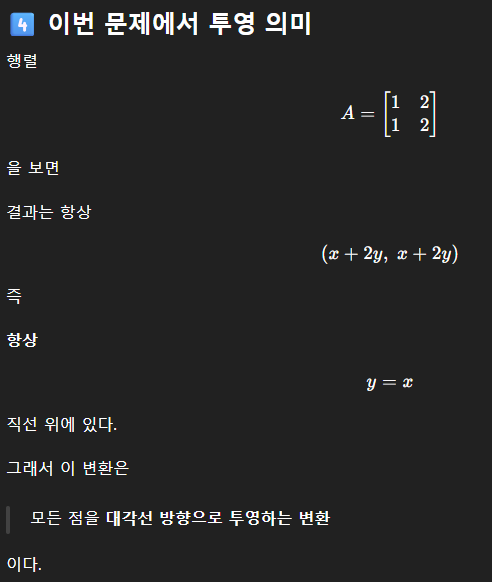 4 이번 문제에서 투영 의미
행렬
A = [1 2
1 2]
을 보면
결과는 항상
(x + 2y, x + 2y)
즉
항상
y = x
직선 위에 있다.
그래서 이 변환은
모든 점을 대각선 방향으로 투영하는 변환
이다.